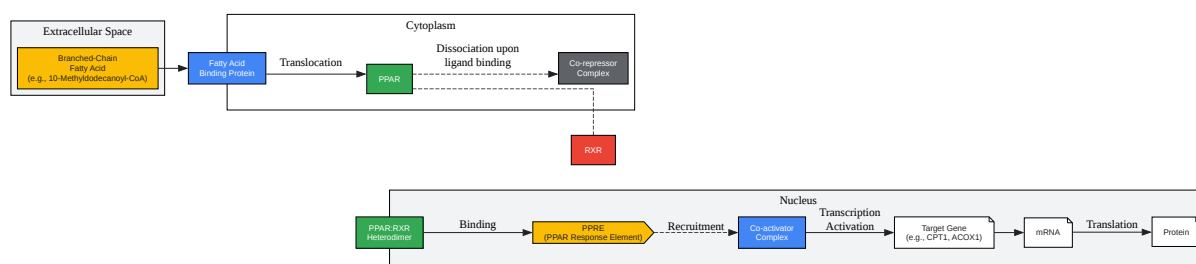 Extracellular Space
Branched-Chain
Fatty Acid
(e.g., 10-Methyldodecanoyl-CoA)
Cytoplasm
Fatty Acid
Binding Protein
Translocation
PPAR
Dissociation upon
ligand binding
Co-repressor
Complex
RXR
Nucleus
PPAR:RXR
Heterodimer
Binding
PPRE
(PPAR Response Element)
Recruitment
Co-activator
Complex
Transcription
Activation
Target Gene
(e.g., CPT1, ACOX1)
mRNA
Translation
Protein